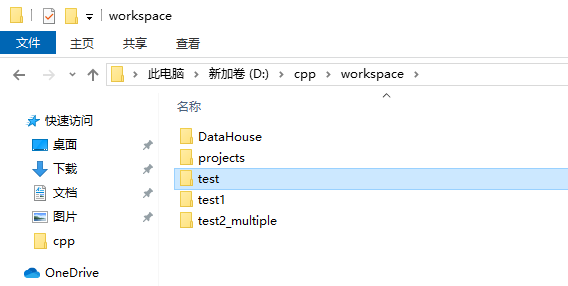 workspace
文件 主页 共享 查看
此电脑 新加卷 (D:) cpp workspace
名称
快速访问
桌面
下载
文档
图片
cpp
OneDrive
DataHouse
projects
test
test1
test2_multiple